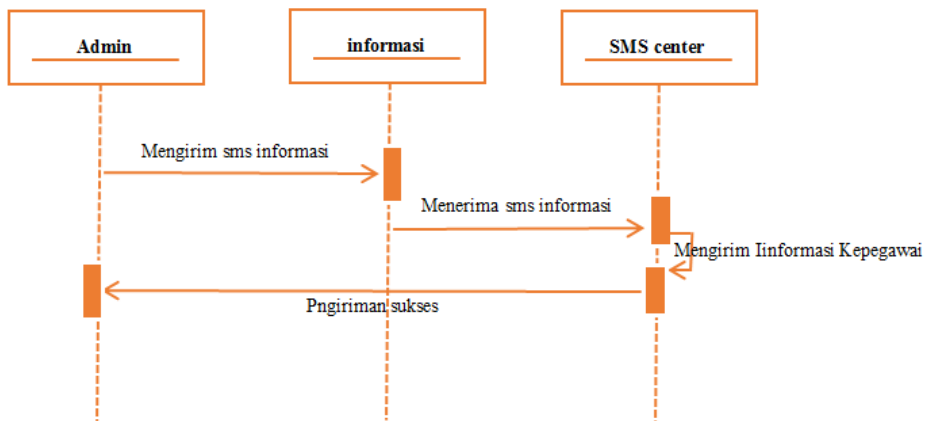 Admin
informasi
SMS center
Mengirim sms informasi
Menerima sms informasi
Mengirim Iinformasi Kepegawai
Pngiriman sukses